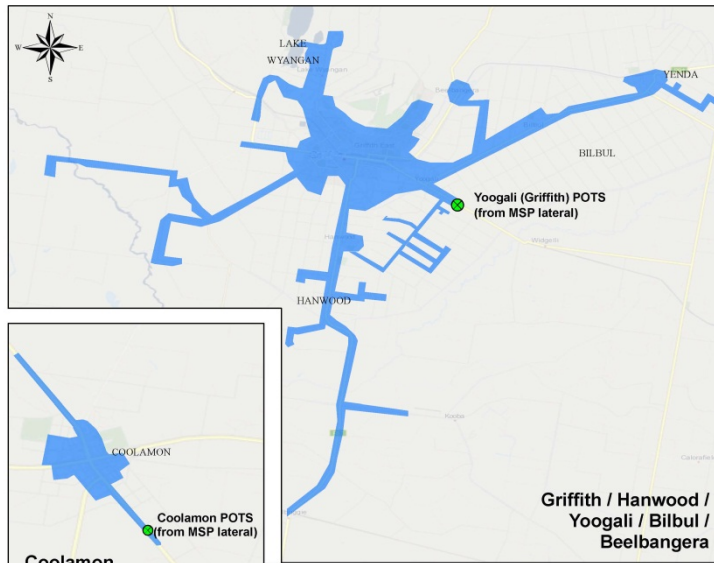 N
W E
S
LAKE
WYANGAN
YENDA
BILBUL
Yoogali (Griffith) POTS
(from MSP lateral)
HANWOOD
Griffith / Hanwood /
Yoogali / Bilbul /
Beelbangera
COOLAMON
Coolamon POTS
(from MSP lateral)
Coolamon